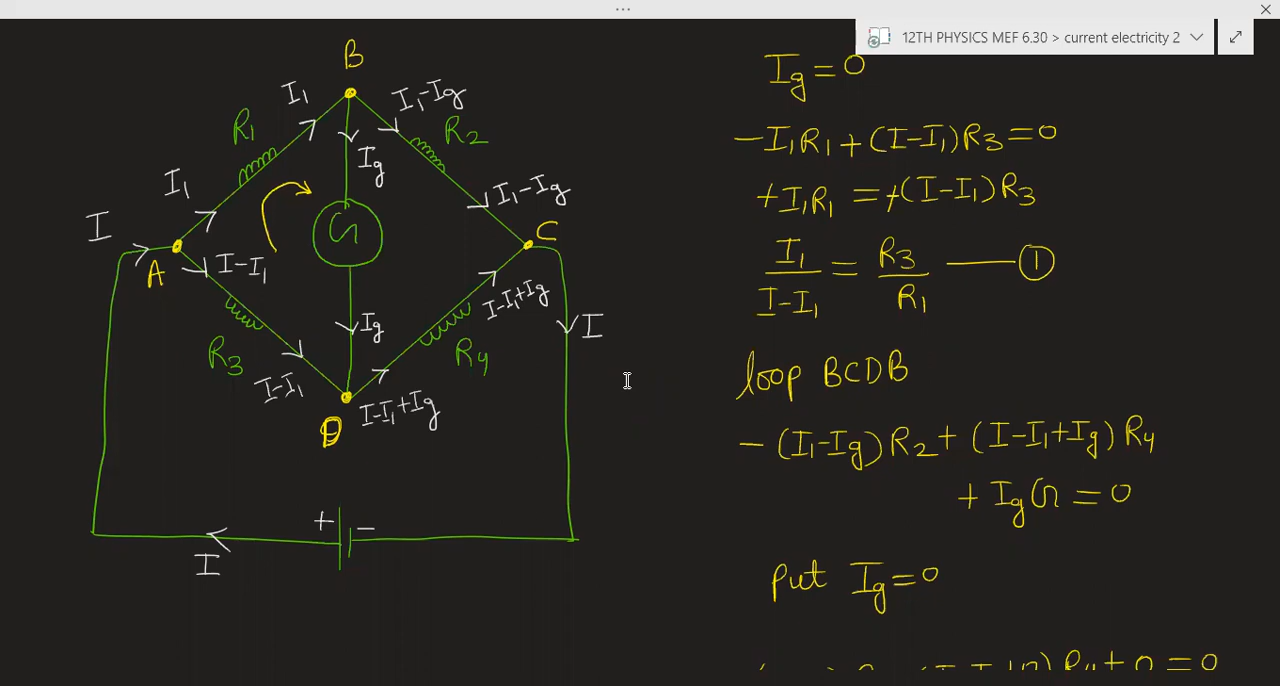 12TH PHYSICS MEF 6.30 > current electricity 2
B
I₁
I₁-Ig
R₁
R₂
Ig
I₁
I₁-Ig
I
G
C
A
I-I₁
I-I₁+Ig
Ig
I
R₃
R₄
I-I₁
D
I-I₁+Ig
+ -
I
Ig = 0
-I₁R₁ + (I-I₁)R₃ = 0
+I₁R₁ = +(I-I₁)R₃
I₁/I-I₁ = R₃/R₁ —— ①
loop BCDB
-(I₁-Ig)R₂ + (I-I₁+Ig)R₄
+ IgG = 0
put Ig = 0